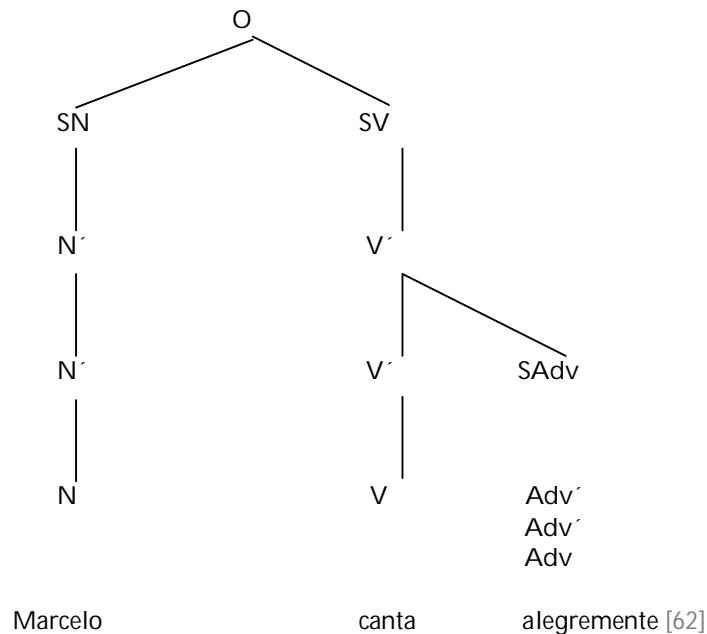 O
SN SV
N´ V´
N´ V´ SAdv
N V Adv´
Adv´
Adv
Marcelo canta alegremente [62]